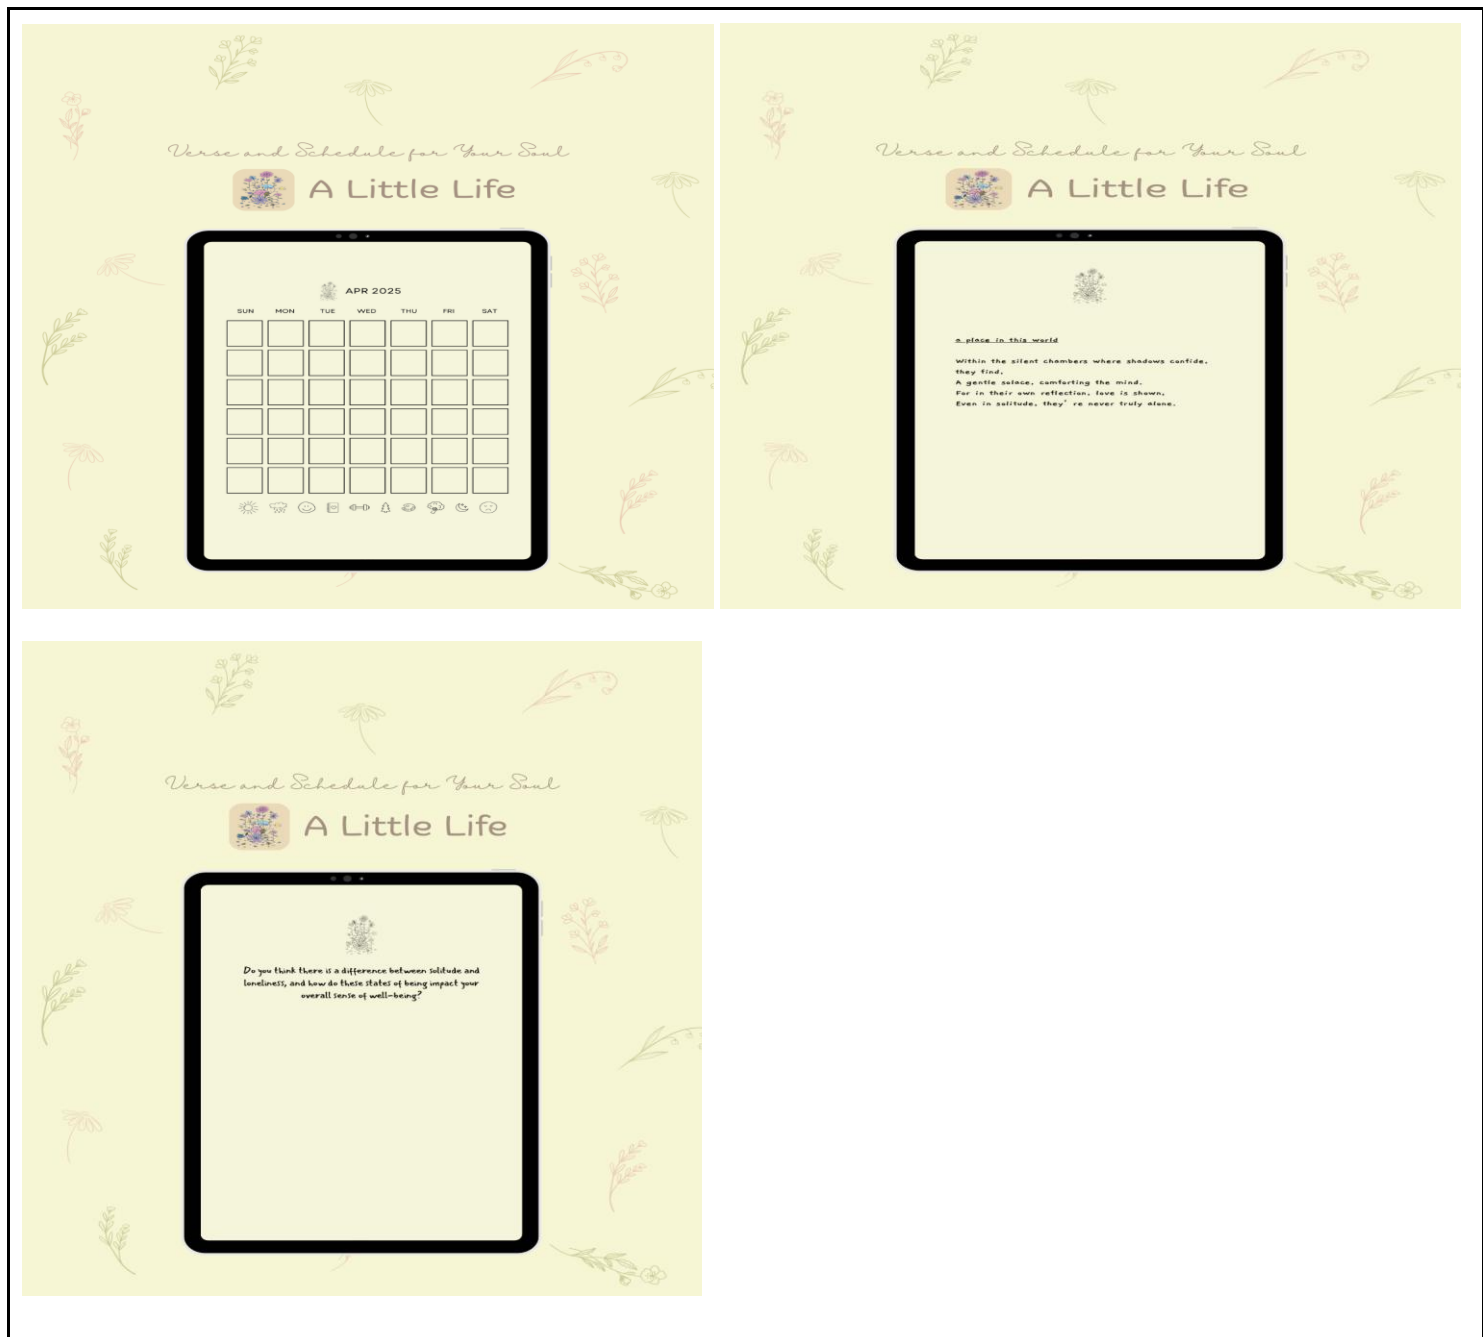 Verse and Schedule for Your Soul
A Little Life
APR 2025
SUN MON TUE WED THU FRI SAT
Verse and Schedule for Your Soul
A Little Life
a place in this world
Within the silent chambers where shadows confide,
they find,
A gentle solace, comforting the mind.
For in their own reflection, love is shown,
Even in solitude, they're never truly alone.
Verse and Schedule for Your Soul
A Little Life
Do you think there is a difference between solitude and
loneliness, and how do these states of being impact your
overall sense of well-being?